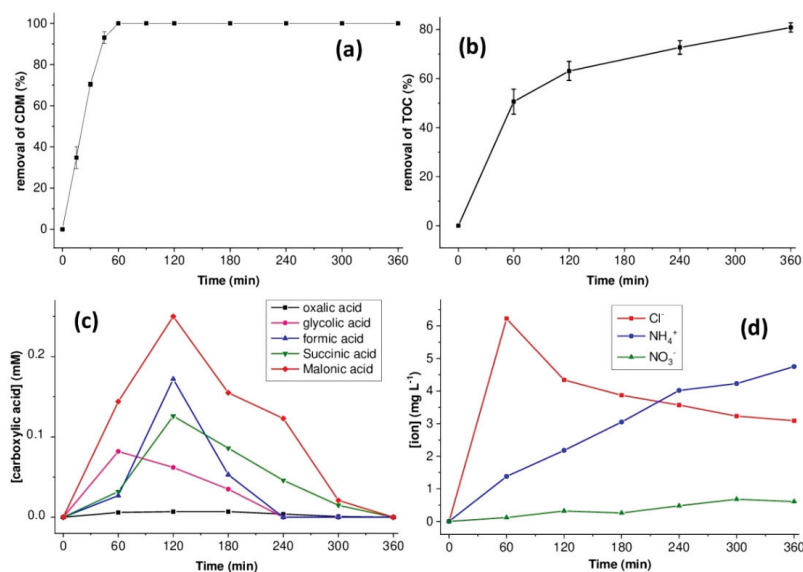 (a)
removal of CDM (%)
100
80
60
40
20
0
0 60 120 180 240 300 360
Time (min)
(b)
removal of TOC (%)
80
60
40
20
0
0 60 120 180 240 300 360
Time (min)
(c)
oxalic acid
glycolic acid
formic acid
Succinic acid
Malonic acid
[carboxylic acid] (mM)
0.2
0.1
0.0
0 60 120 180 240 300 360
Time (min)
(d)
Cl⁻
NH₄⁺
NO₃⁻
[ion] (mg L⁻¹)
6
5
4
3
2
1
0
0 60 120 180 240 300 360
Time (min)